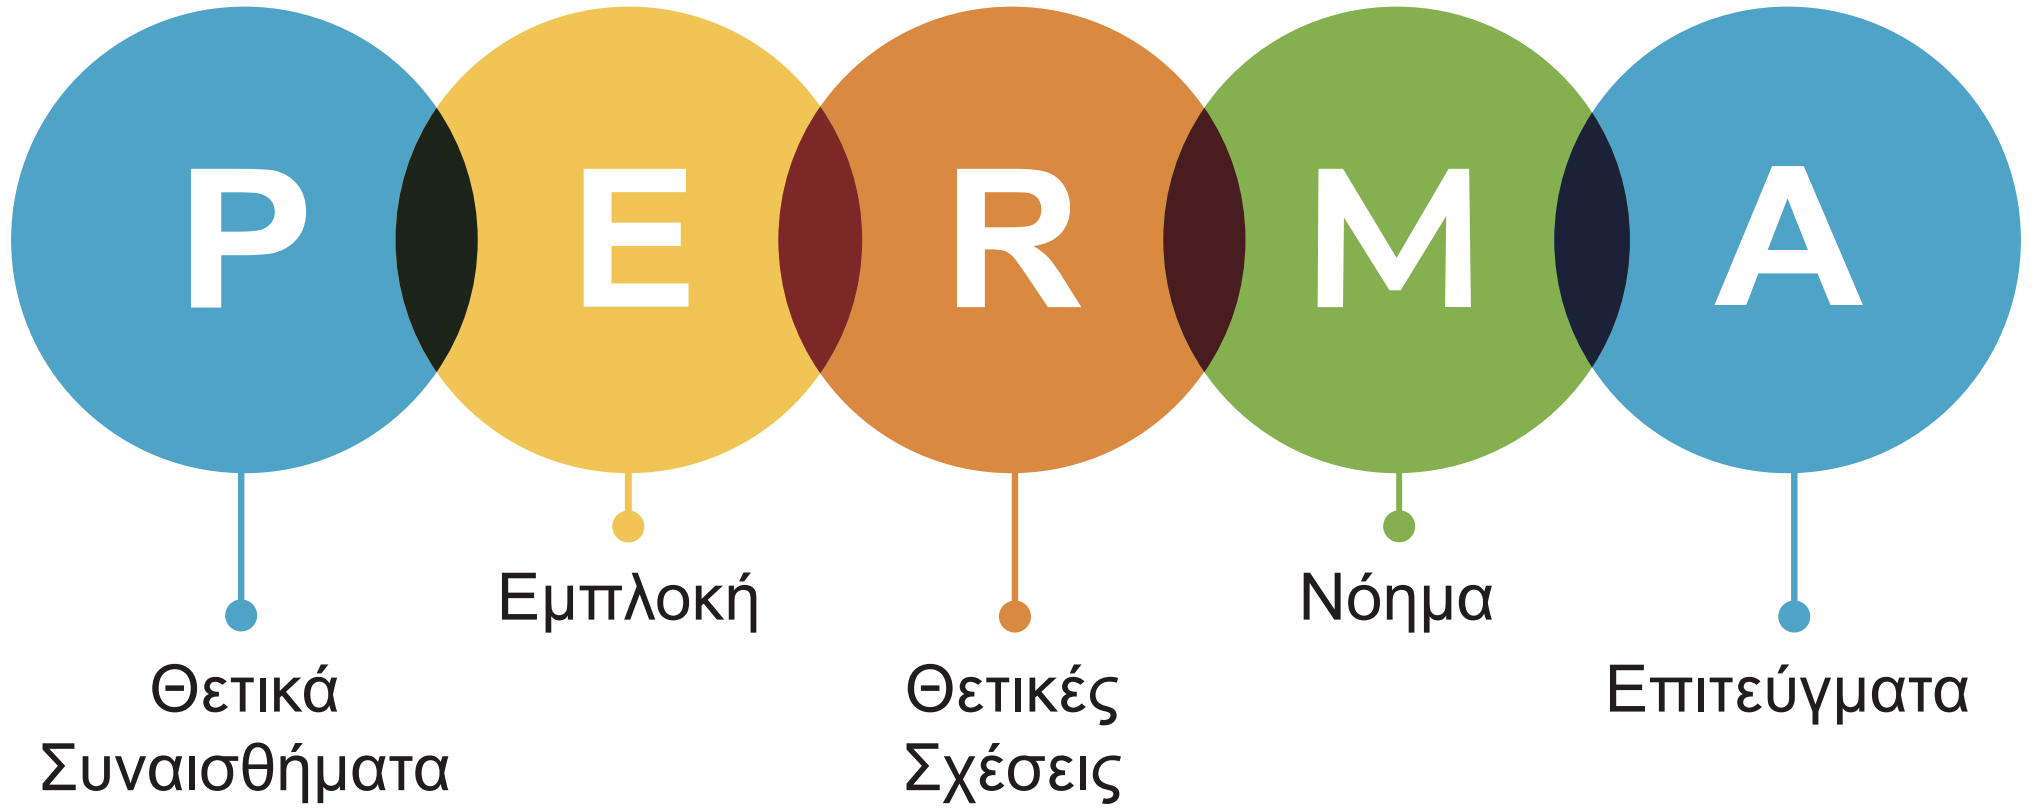 P E R M A
Εμπλοκή
Νόημα
Θετικά
Συναισθήματα
Θετικές
Σχέσεις
Επιτεύγματα